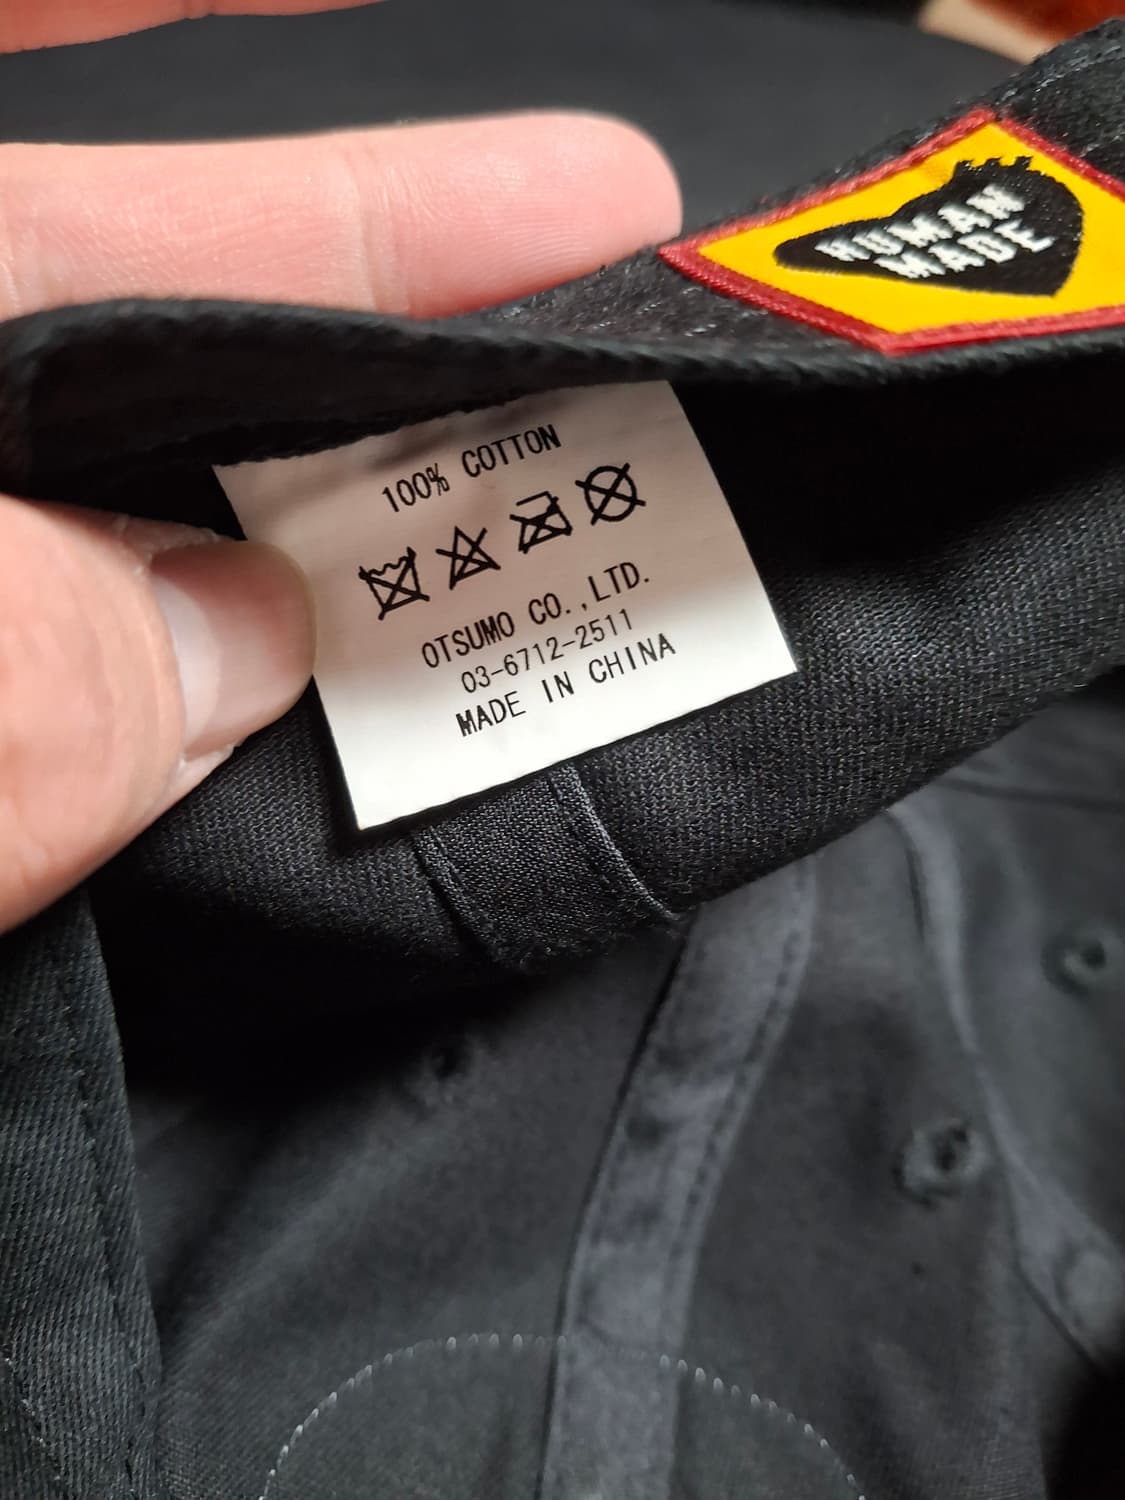 HUMAN
MADE
100% COTTON
OTSUMO CO.,LTD.
03-6712-2511
MADE IN CHINA